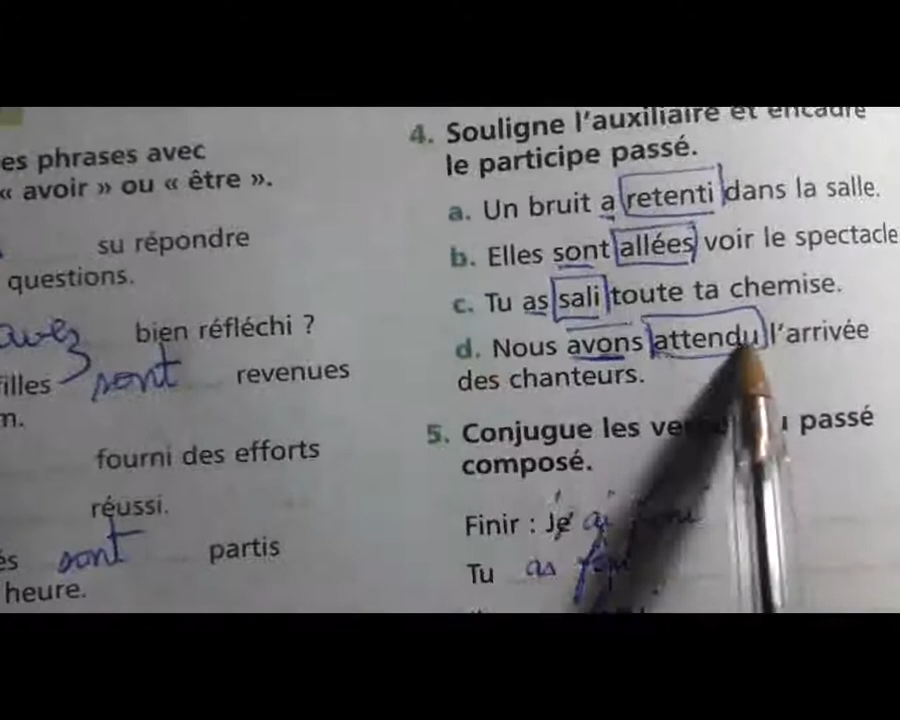 es phrases avec
« avoir » ou « être ».
su répondre
questions.
avez bien réfléchi ?
filles sont revenues
m.
fourni des efforts
réussi.
és sont partis
heure.
4. Souligne l'auxiliaire et encadre
le participe passé.
a. Un bruit a retenti dans la salle.
b. Elles sont allées voir le spectacle
c. Tu as sali toute ta chemise.
d. Nous avons attendu l'arrivée
des chanteurs.
5. Conjugue les passé
composé.
Finir : J' ai fini
Tu as fini